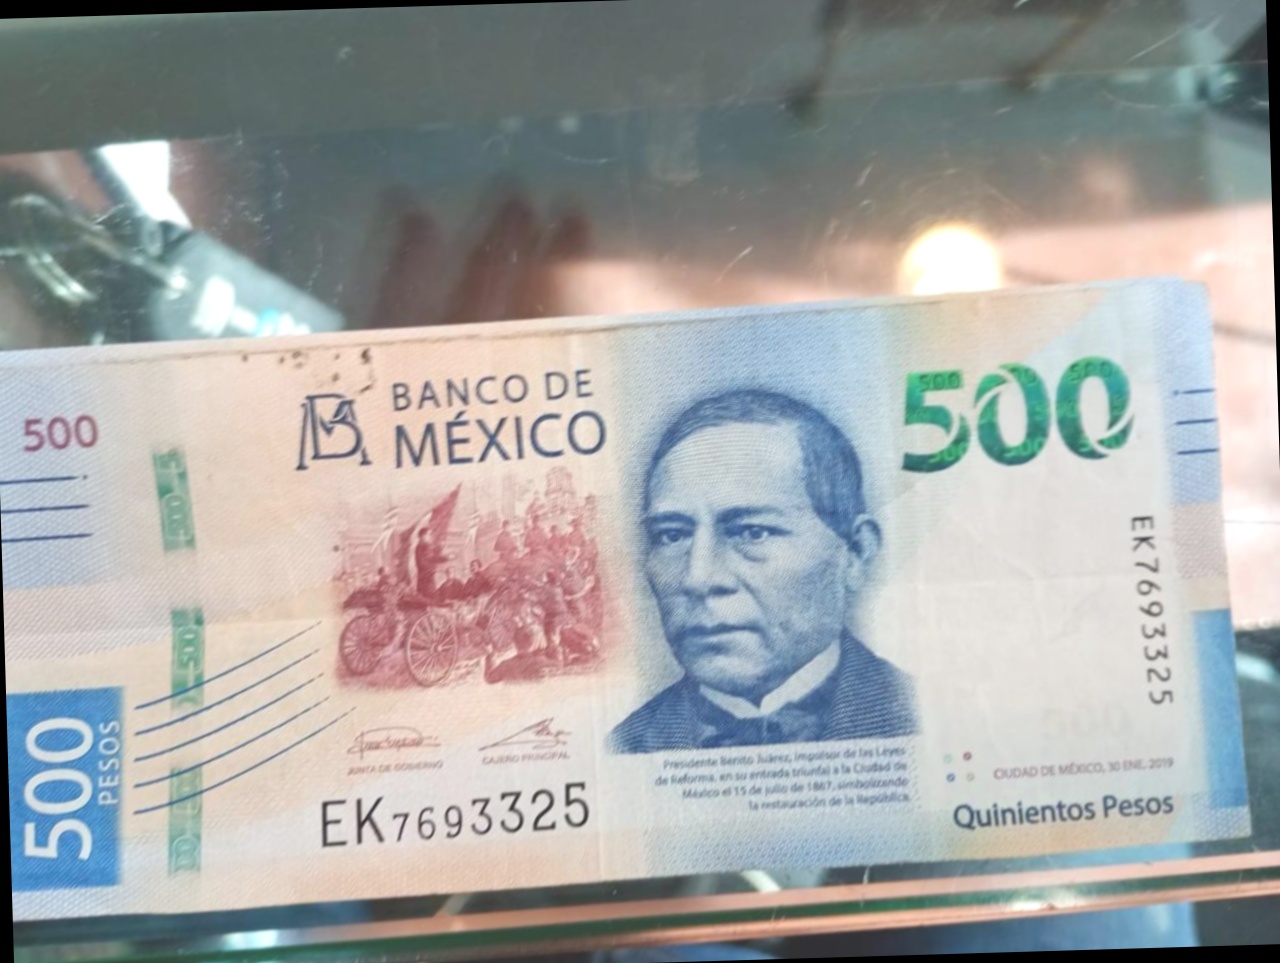 500
BANCO DE
MÉXICO
500
500
500
EK7693325
500
PESOS
JUNTA DE GOBIERNO
CAJERO PRINCIPAL
EK7693325
Presidente Benito Juárez, impulsor de las Leyes
de Reforma, en su entrada triunfal a la Ciudad de
México el 15 de julio de 1867, simbolizando
la restauración de la República.
CIUDAD DE MÉXICO, 30 ENE. 2019
Quinientos Pesos